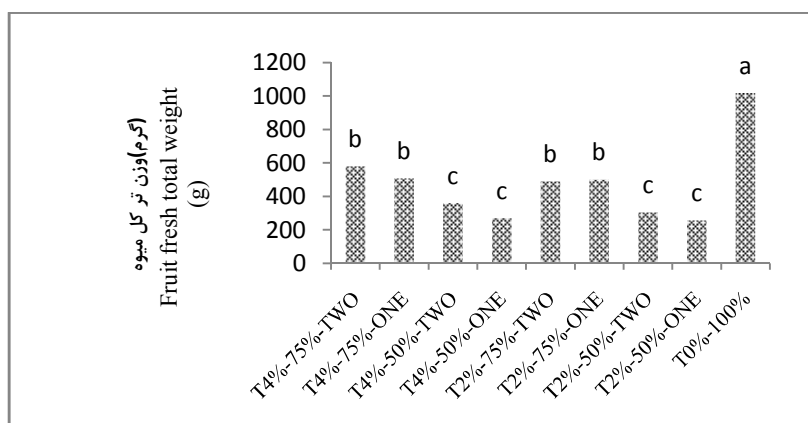 1200
1000
800
600
400
200
0
(گرم)وزن تر کل میوه
Fruit fresh total weight
(g)
b
b
c
c
b
b
c
c
a
T4%-75%-TWO
T4%-75%-ONE
T4%-50%-TWO
T4%-50%-ONE
T2%-75%-TWO
T2%-75%-ONE
T2%-50%-TWO
T2%-50%-ONE
T0%-100%